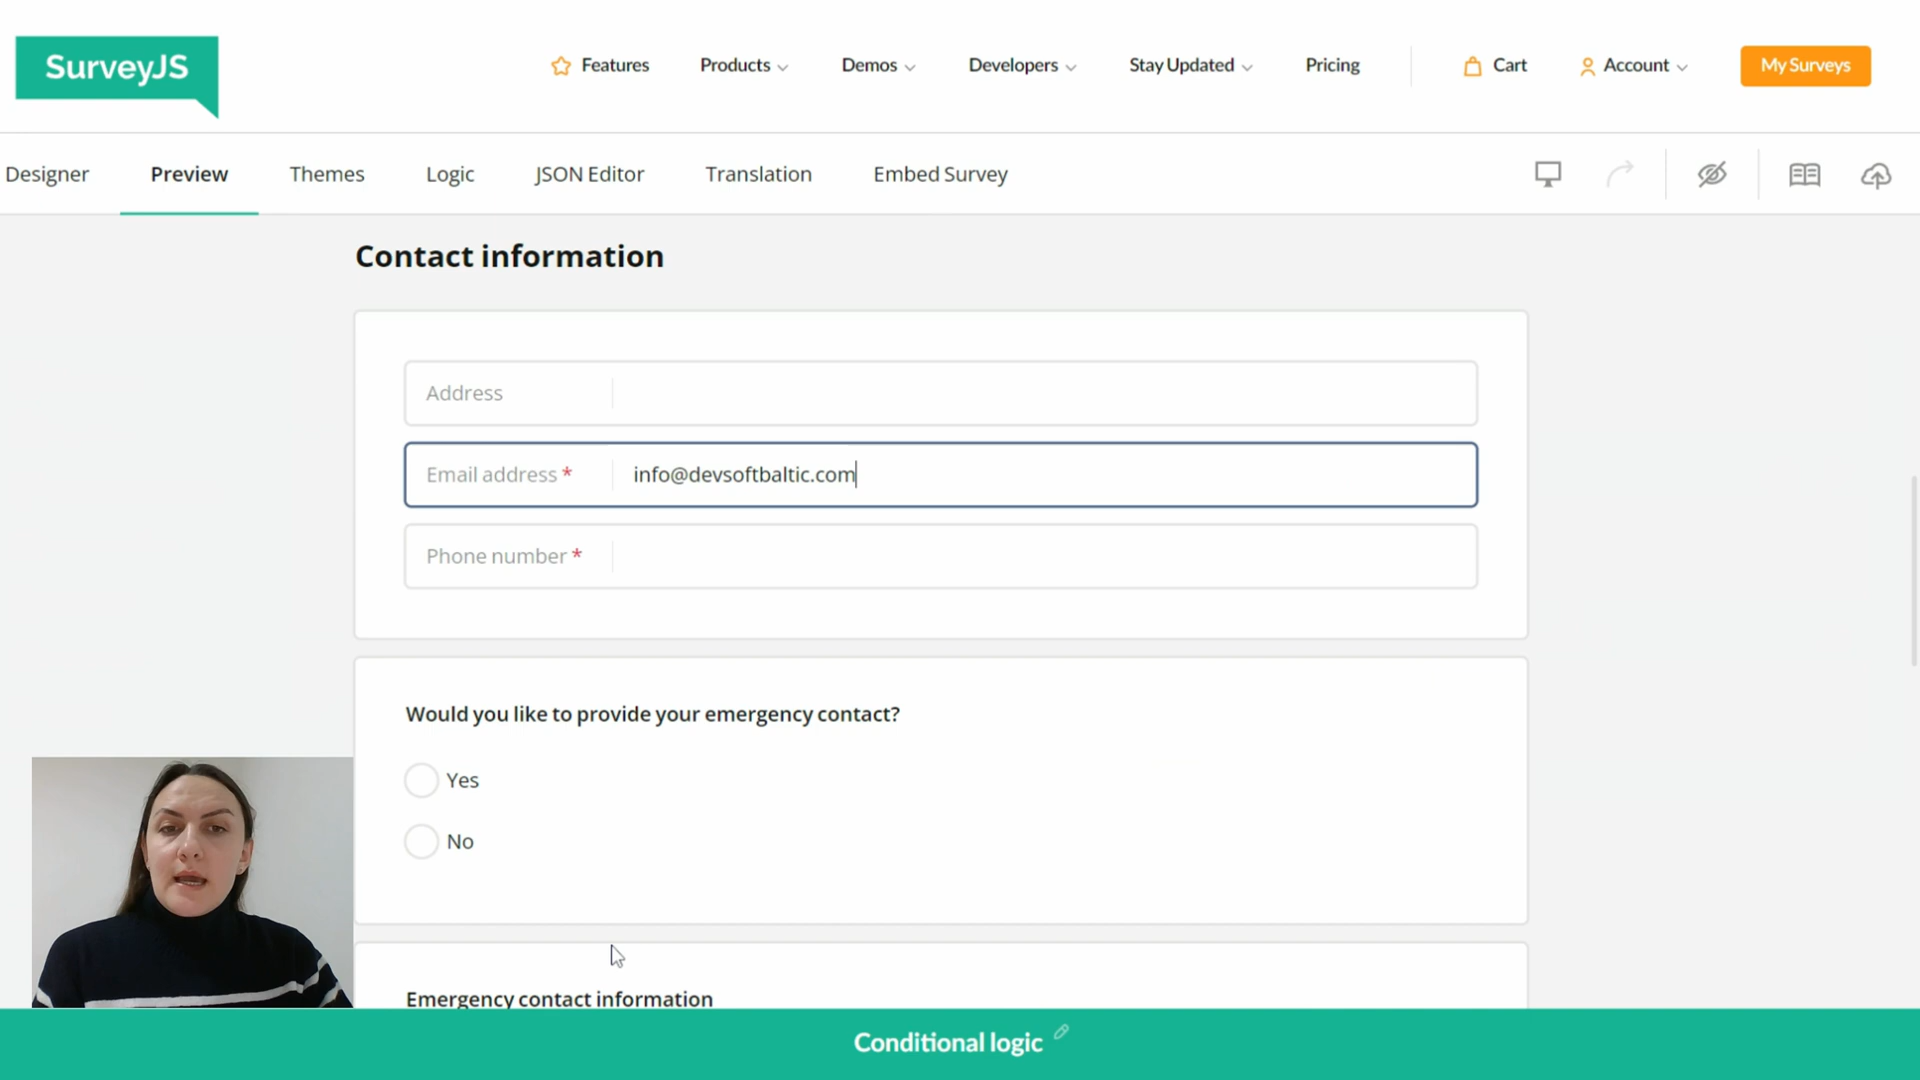 SurveyJS
Features
Products
Demos
Developers
Stay Updated
Pricing
Cart
Account
My Surveys
Designer
Preview
Themes
Logic
JSON Editor
Translation
Embed Survey
Contact information
Address
Email address * info@devsoftbaltic.com
Phone number *
Would you like to provide your emergency contact?
Yes
No
Emergency contact information
Conditional logic